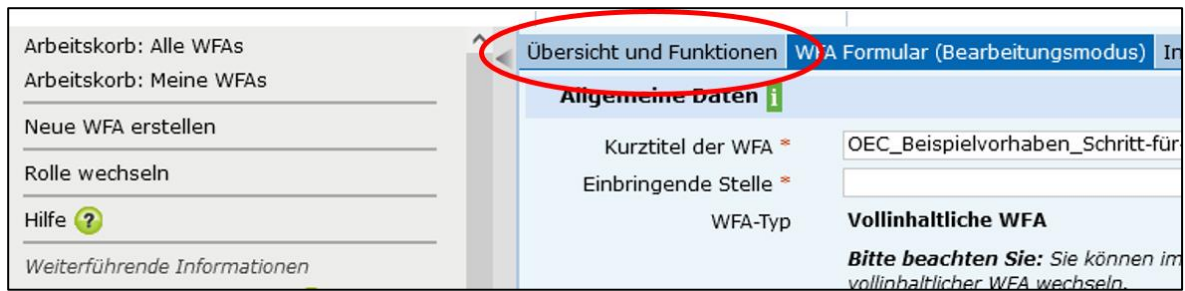 Arbeitskorb: Alle WFAs
Arbeitskorb: Meine WFAs
Neue WFA erstellen
Rolle wechseln
Hilfe ?
Weiterführende Informationen
Übersicht und Funktionen WFA Formular (Bearbeitungsmodus) In
Allgemeine Daten i
Kurztitel der WFA * OEC_Beispielvorhaben_Schritt-für-
Einbringende Stelle *
WFA-Typ Vollinhaltliche WFA
Bitte beachten Sie: Sie können im
vollinhaltlicher WFA wechseln.